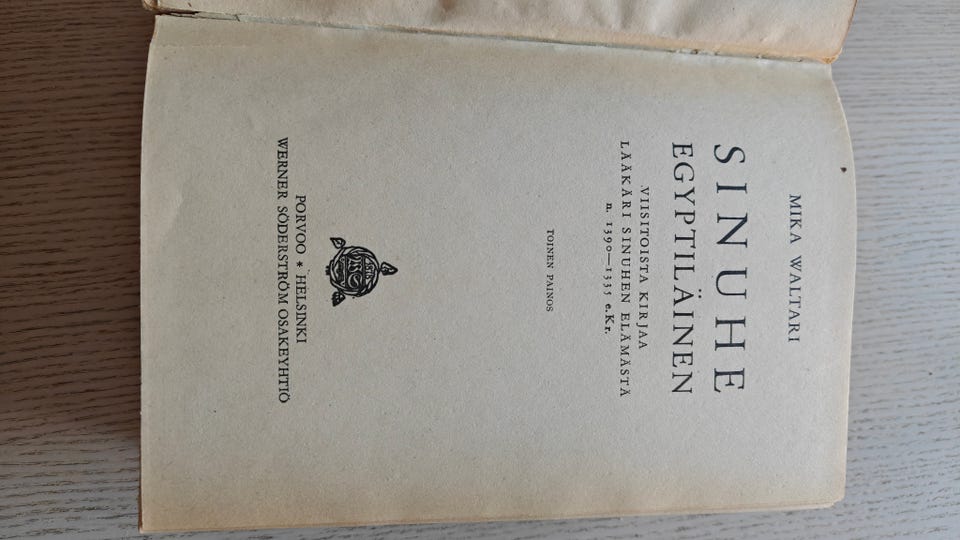 MIKA WALTARI
SINUHE
EGYPTILÄINEN
VIISITOISTA KIRJAA
LÄÄKÄRI SINUHEN ELÄMÄSTÄ
n. 1390—1335 e.Kr.
TOINEN PAINOS
PORVOO * HELSINKI
WERNER SÖDERSTRÖM OSAKEYHTIÖ